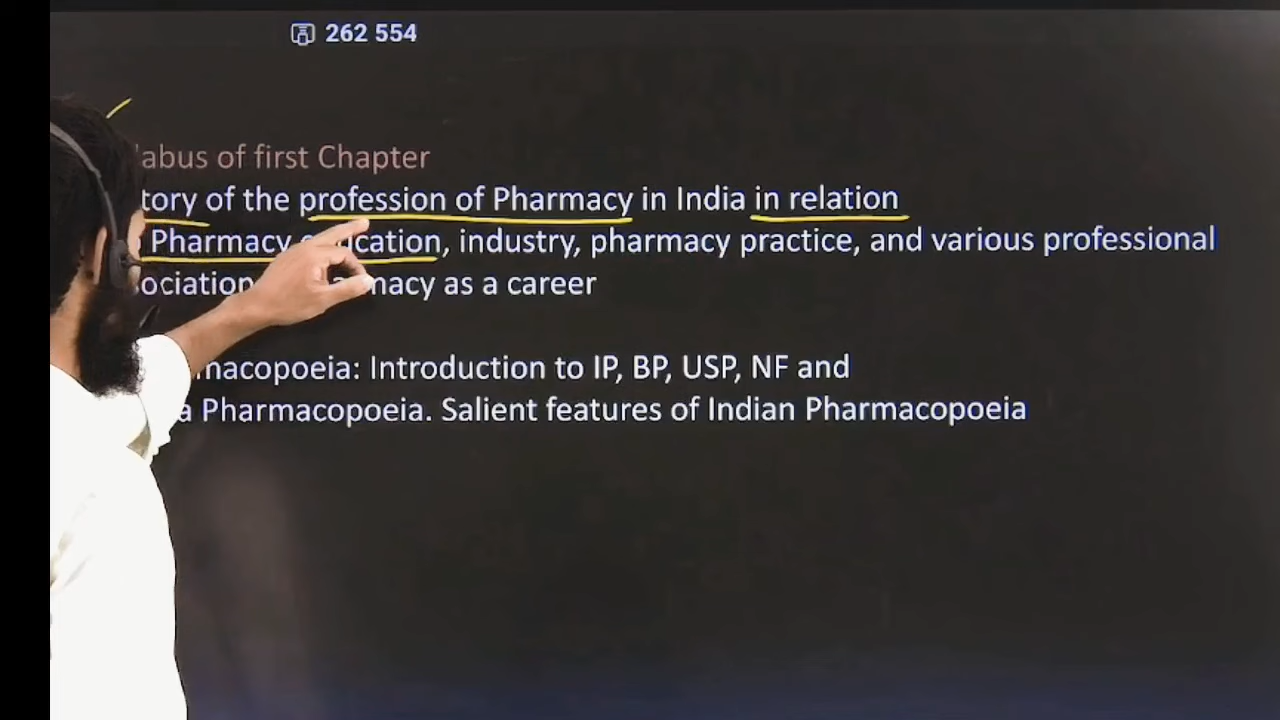 262 554
abus of first Chapter
tory of the profession of Pharmacy in India in relation
Pharmacy cation, industry, pharmacy practice, and various professional
ociation macy as a career
macopoeia: Introduction to IP, BP, USP, NF and
a Pharmacopoeia. Salient features of Indian Pharmacopoeia